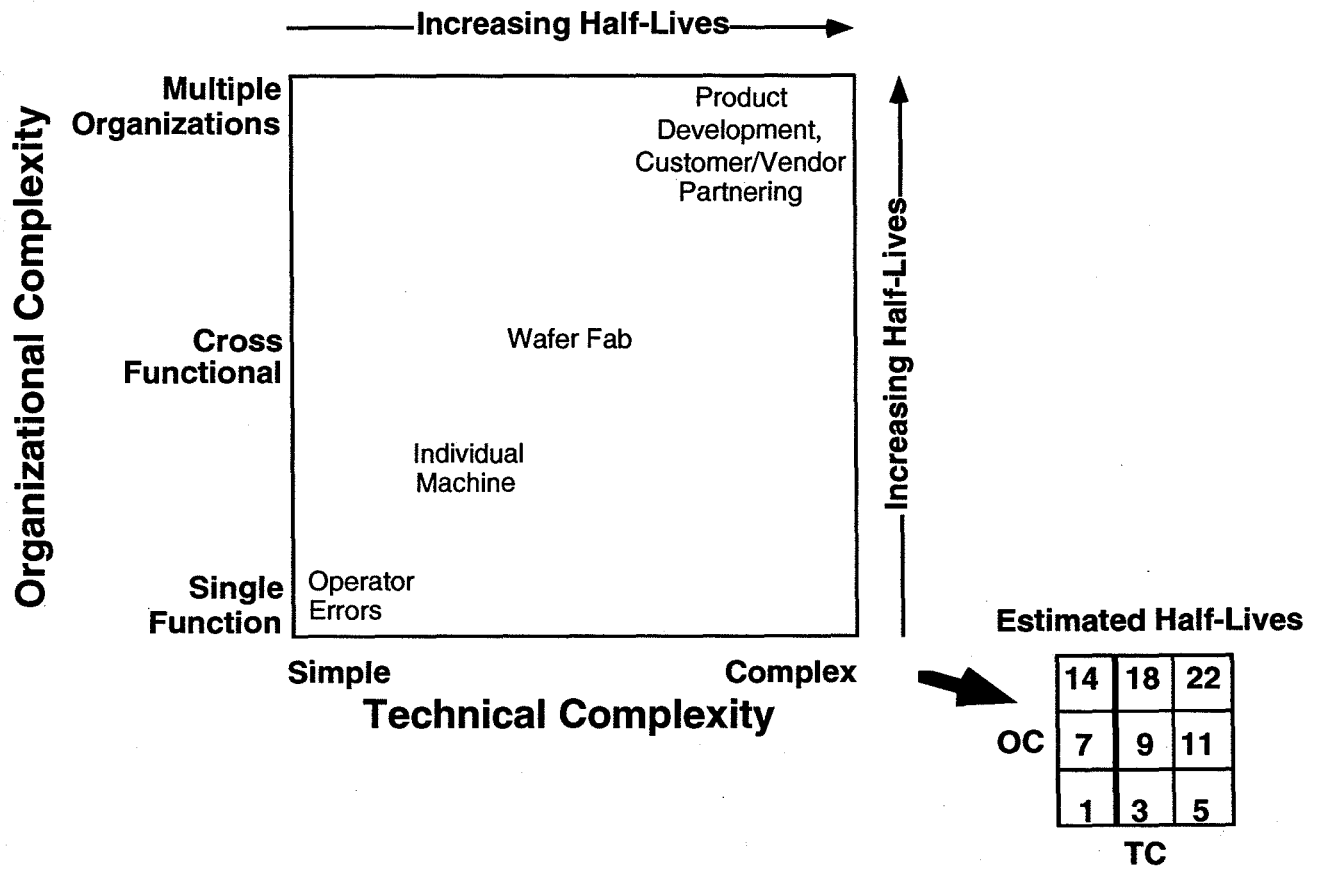 Increasing Half-Lives
Multiple
Organizations
Product
Development,
Customer/Vendor
Partnering
Organizational Complexity
Increasing Half-Lives
Cross
Functional
Wafer Fab
Individual
Machine
Single
Function
Operator
Errors
Simple
Complex
Technical Complexity
Estimated Half-Lives
14 18 22
OC 7 9 11
1 3 5
TC